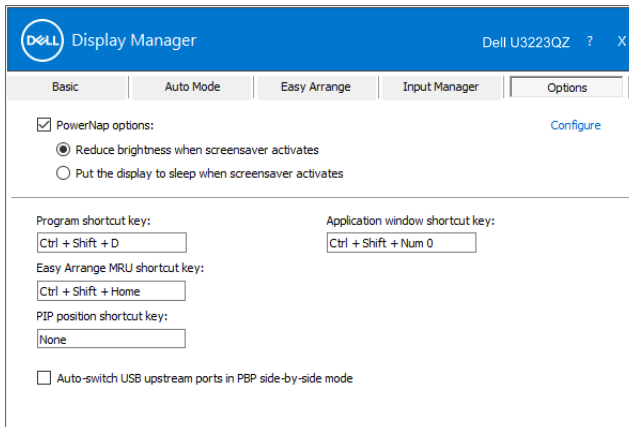 DELL Display Manager Dell U3223QZ ? X
Basic Auto Mode Easy Arrange Input Manager Options
PowerNap options: Configure
Reduce brightness when screensaver activates
Put the display to sleep when screensaver activates
Program shortcut key: Application window shortcut key:
Ctrl + Shift + D Ctrl + Shift + Num 0
Easy Arrange MRU shortcut key:
Ctrl + Shift + Home
PIP position shortcut key:
None
Auto-switch USB upstream ports in PBP side-by-side mode